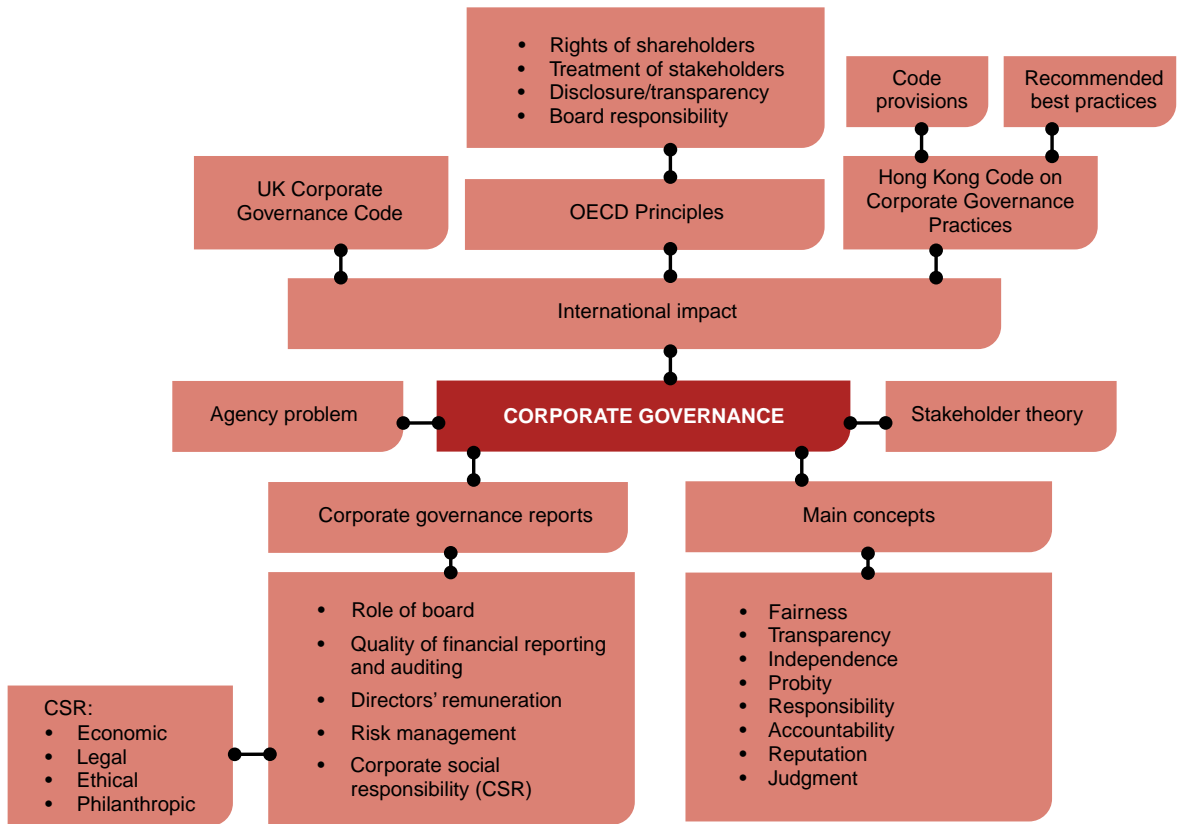 • Rights of shareholders
• Treatment of stakeholders
• Disclosure/transparency
• Board responsibility
Code
provisions
Recommended
best practices
UK Corporate
Governance Code
OECD Principles
Hong Kong Code on
Corporate Governance
Practices
International impact
Agency problem
CORPORATE GOVERNANCE
Stakeholder theory
Corporate governance reports
Main concepts
• Role of board
• Quality of financial reporting
and auditing
• Directors’ remuneration
• Risk management
• Corporate social
responsibility (CSR)
• Fairness
• Transparency
• Independence
• Probity
• Responsibility
• Accountability
• Reputation
• Judgment
CSR:
• Economic
• Legal
• Ethical
• Philanthropic